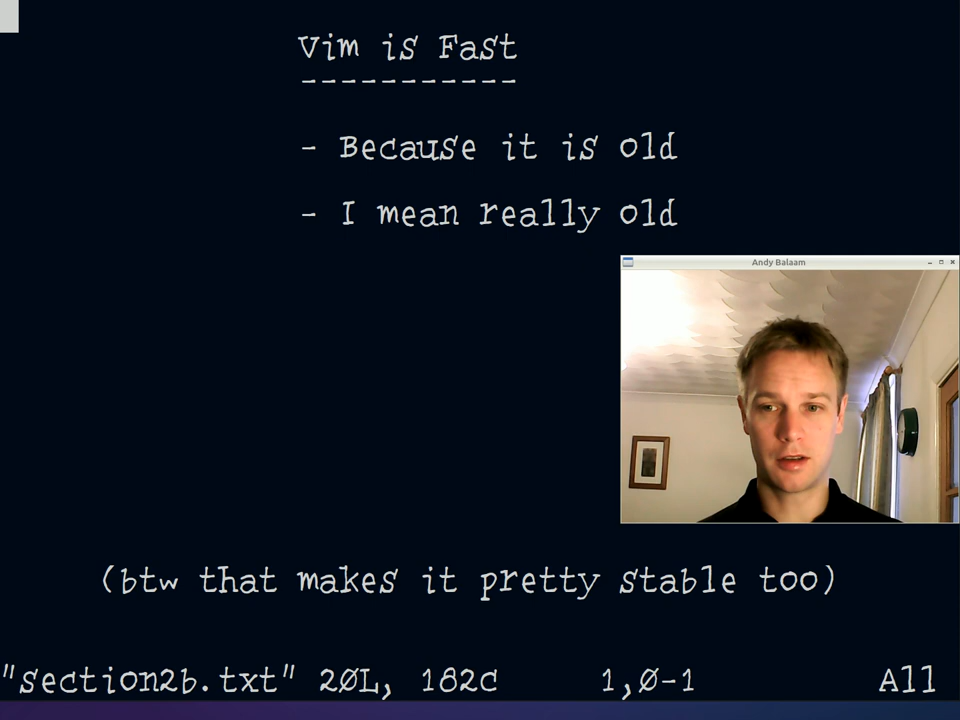 Vim is Fast
-----------
- Because it is old
- I mean really old
Andy Balaam
(btw that makes it pretty stable too)
"section2b.txt" 20L, 182C 1,0-1 All